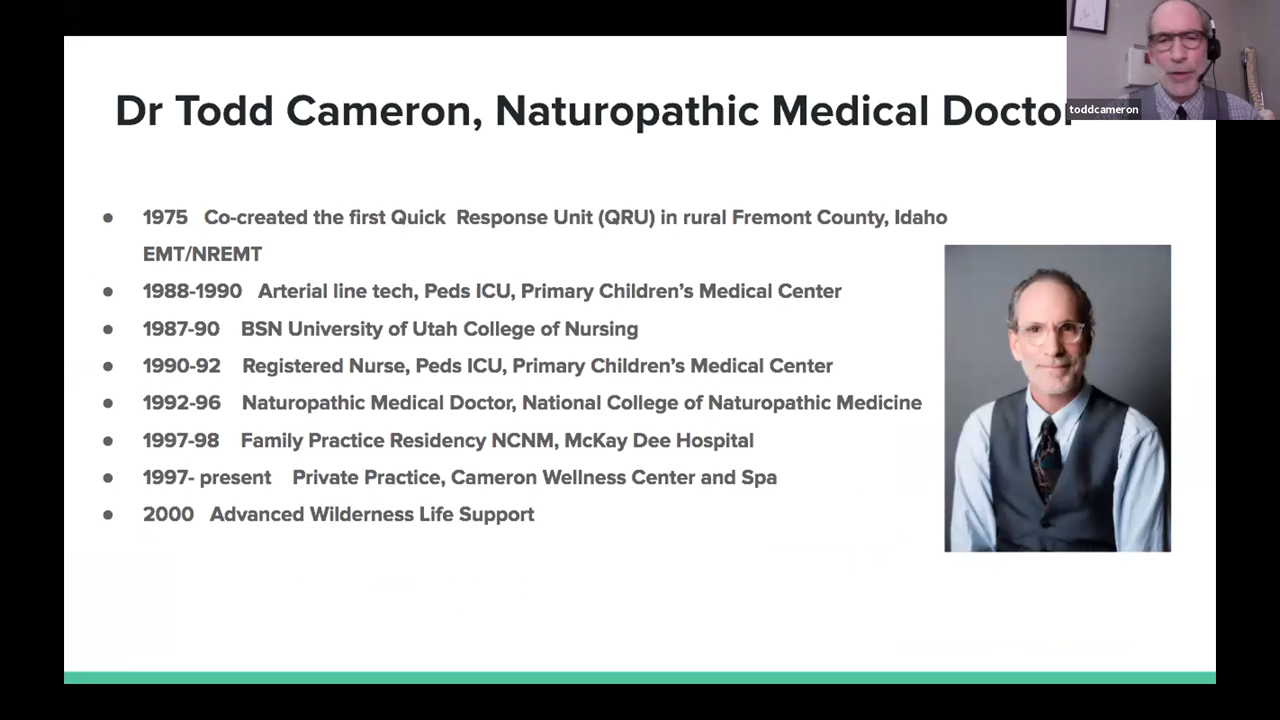 Dr Todd Cameron, Naturopathic Medical Doctor
toddcameron
● 1975 Co-created the first Quick Response Unit (QRU) in rural Fremont County, Idaho
EMT/NREMT
● 1988-1990 Arterial line tech, Peds ICU, Primary Children's Medical Center
● 1987-90 BSN University of Utah College of Nursing
● 1990-92 Registered Nurse, Peds ICU, Primary Children's Medical Center
● 1992-96 Naturopathic Medical Doctor, National College of Naturopathic Medicine
● 1997-98 Family Practice Residency NCNM, McKay Dee Hospital
● 1997- present Private Practice, Cameron Wellness Center and Spa
● 2000 Advanced Wilderness Life Support